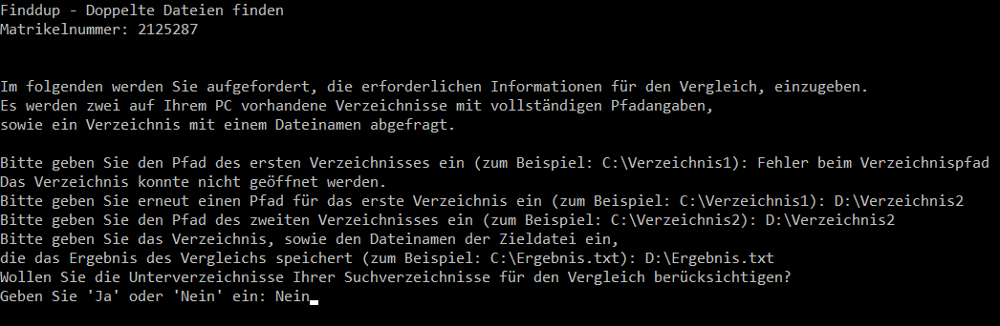 Finddup - Doppelte Dateien finden
Matrikelnummer: 2125287
Im folgenden werden Sie aufgefordert, die erforderlichen Informationen für den Vergleich, einzugeben.
Es werden zwei auf Ihrem PC vorhandene Verzeichnisse mit vollständigen Pfadangaben,
sowie ein Verzeichnis mit einem Dateinamen abgefragt.
Bitte geben Sie den Pfad des ersten Verzeichnisses ein (zum Beispiel: C:\Verzeichnis1): Fehler beim Verzeichnispfad
Das Verzeichnis konnte nicht geöffnet werden.
Bitte geben Sie erneut einen Pfad für das erste Verzeichnis ein (zum Beispiel: C:\Verzeichnis1): D:\Verzeichnis2
Bitte geben Sie den Pfad des zweiten Verzeichnisses ein (zum Beispiel: C:\Verzeichnis2): D:\Verzeichnis2
Bitte geben Sie das Verzeichnis, sowie den Dateinamen der Zieldatei ein,
die das Ergebnis des Vergleichs speichert (zum Beispiel: C:\Ergebnis.txt): D:\Ergebnis.txt
Wollen Sie die Unterverzeichnisse Ihrer Suchverzeichnisse für den Vergleich berücksichtigen?
Geben Sie 'Ja' oder 'Nein' ein: Nein